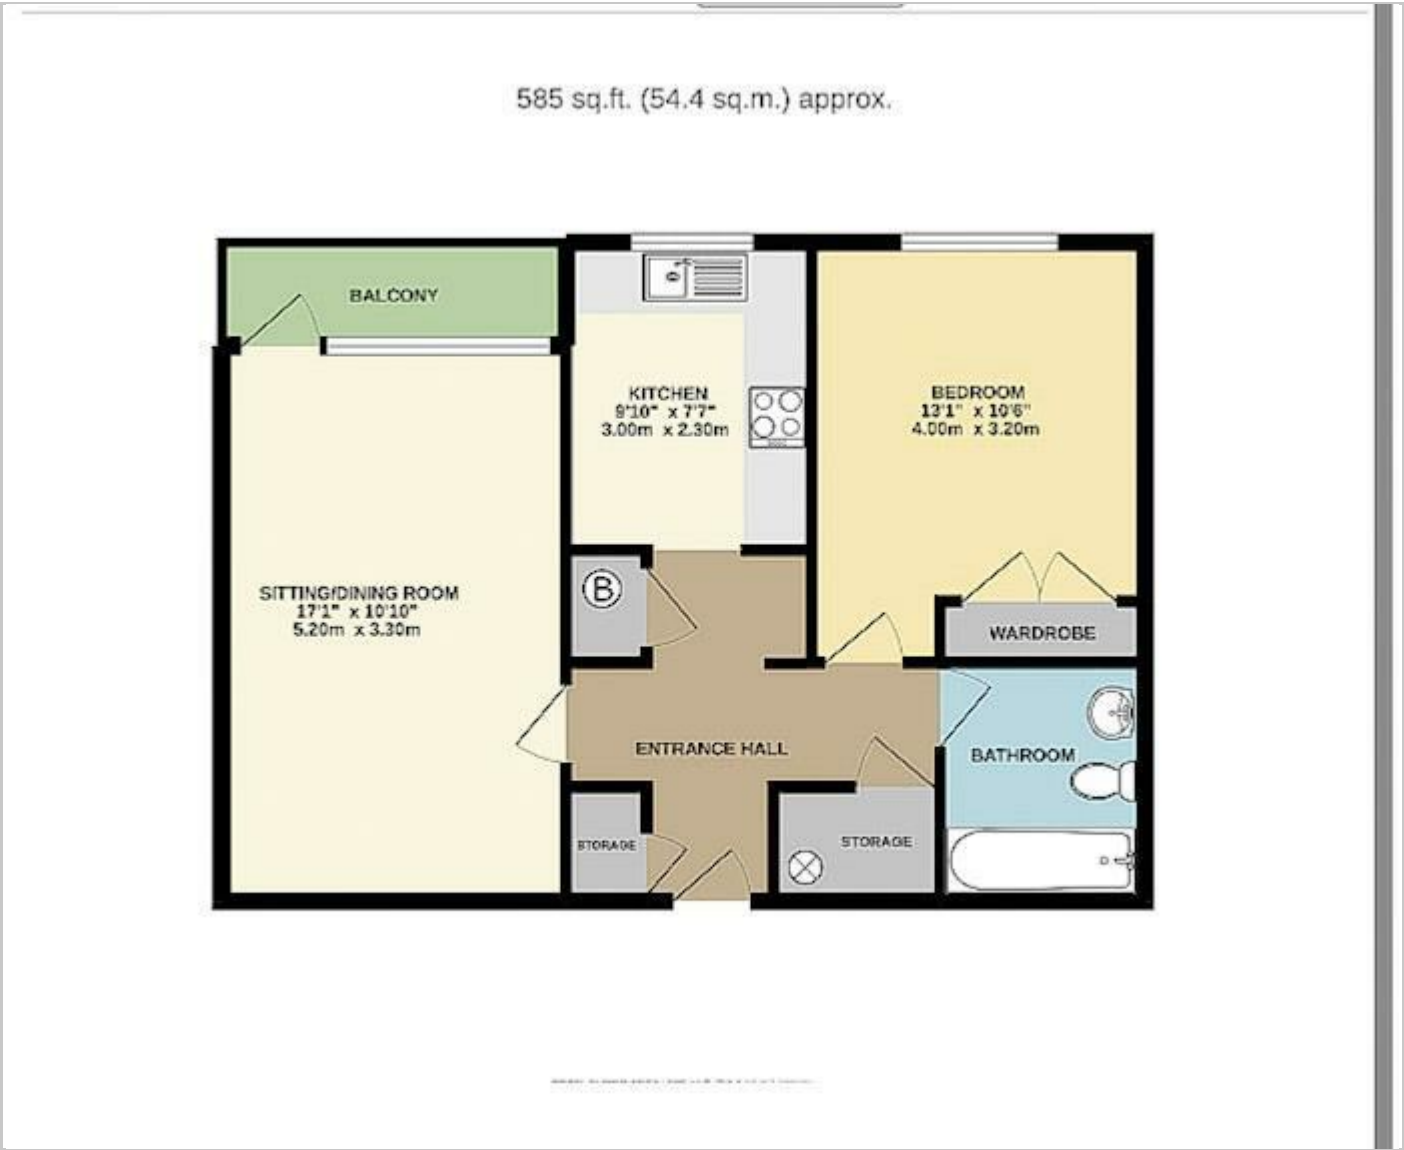 585 sq.ft. (54.4 sq.m.) approx.
BALCONY
KITCHEN
9'10" x 7'7"
3.00m x 2.30m
BEDROOM
13'1" x 10'6"
4.00m x 3.20m
SITTING/DINING ROOM
17'1" x 10'10"
5.20m x 3.30m
B
WARDROBE
ENTRANCE HALL
BATHROOM
STORAGE
STORAGE